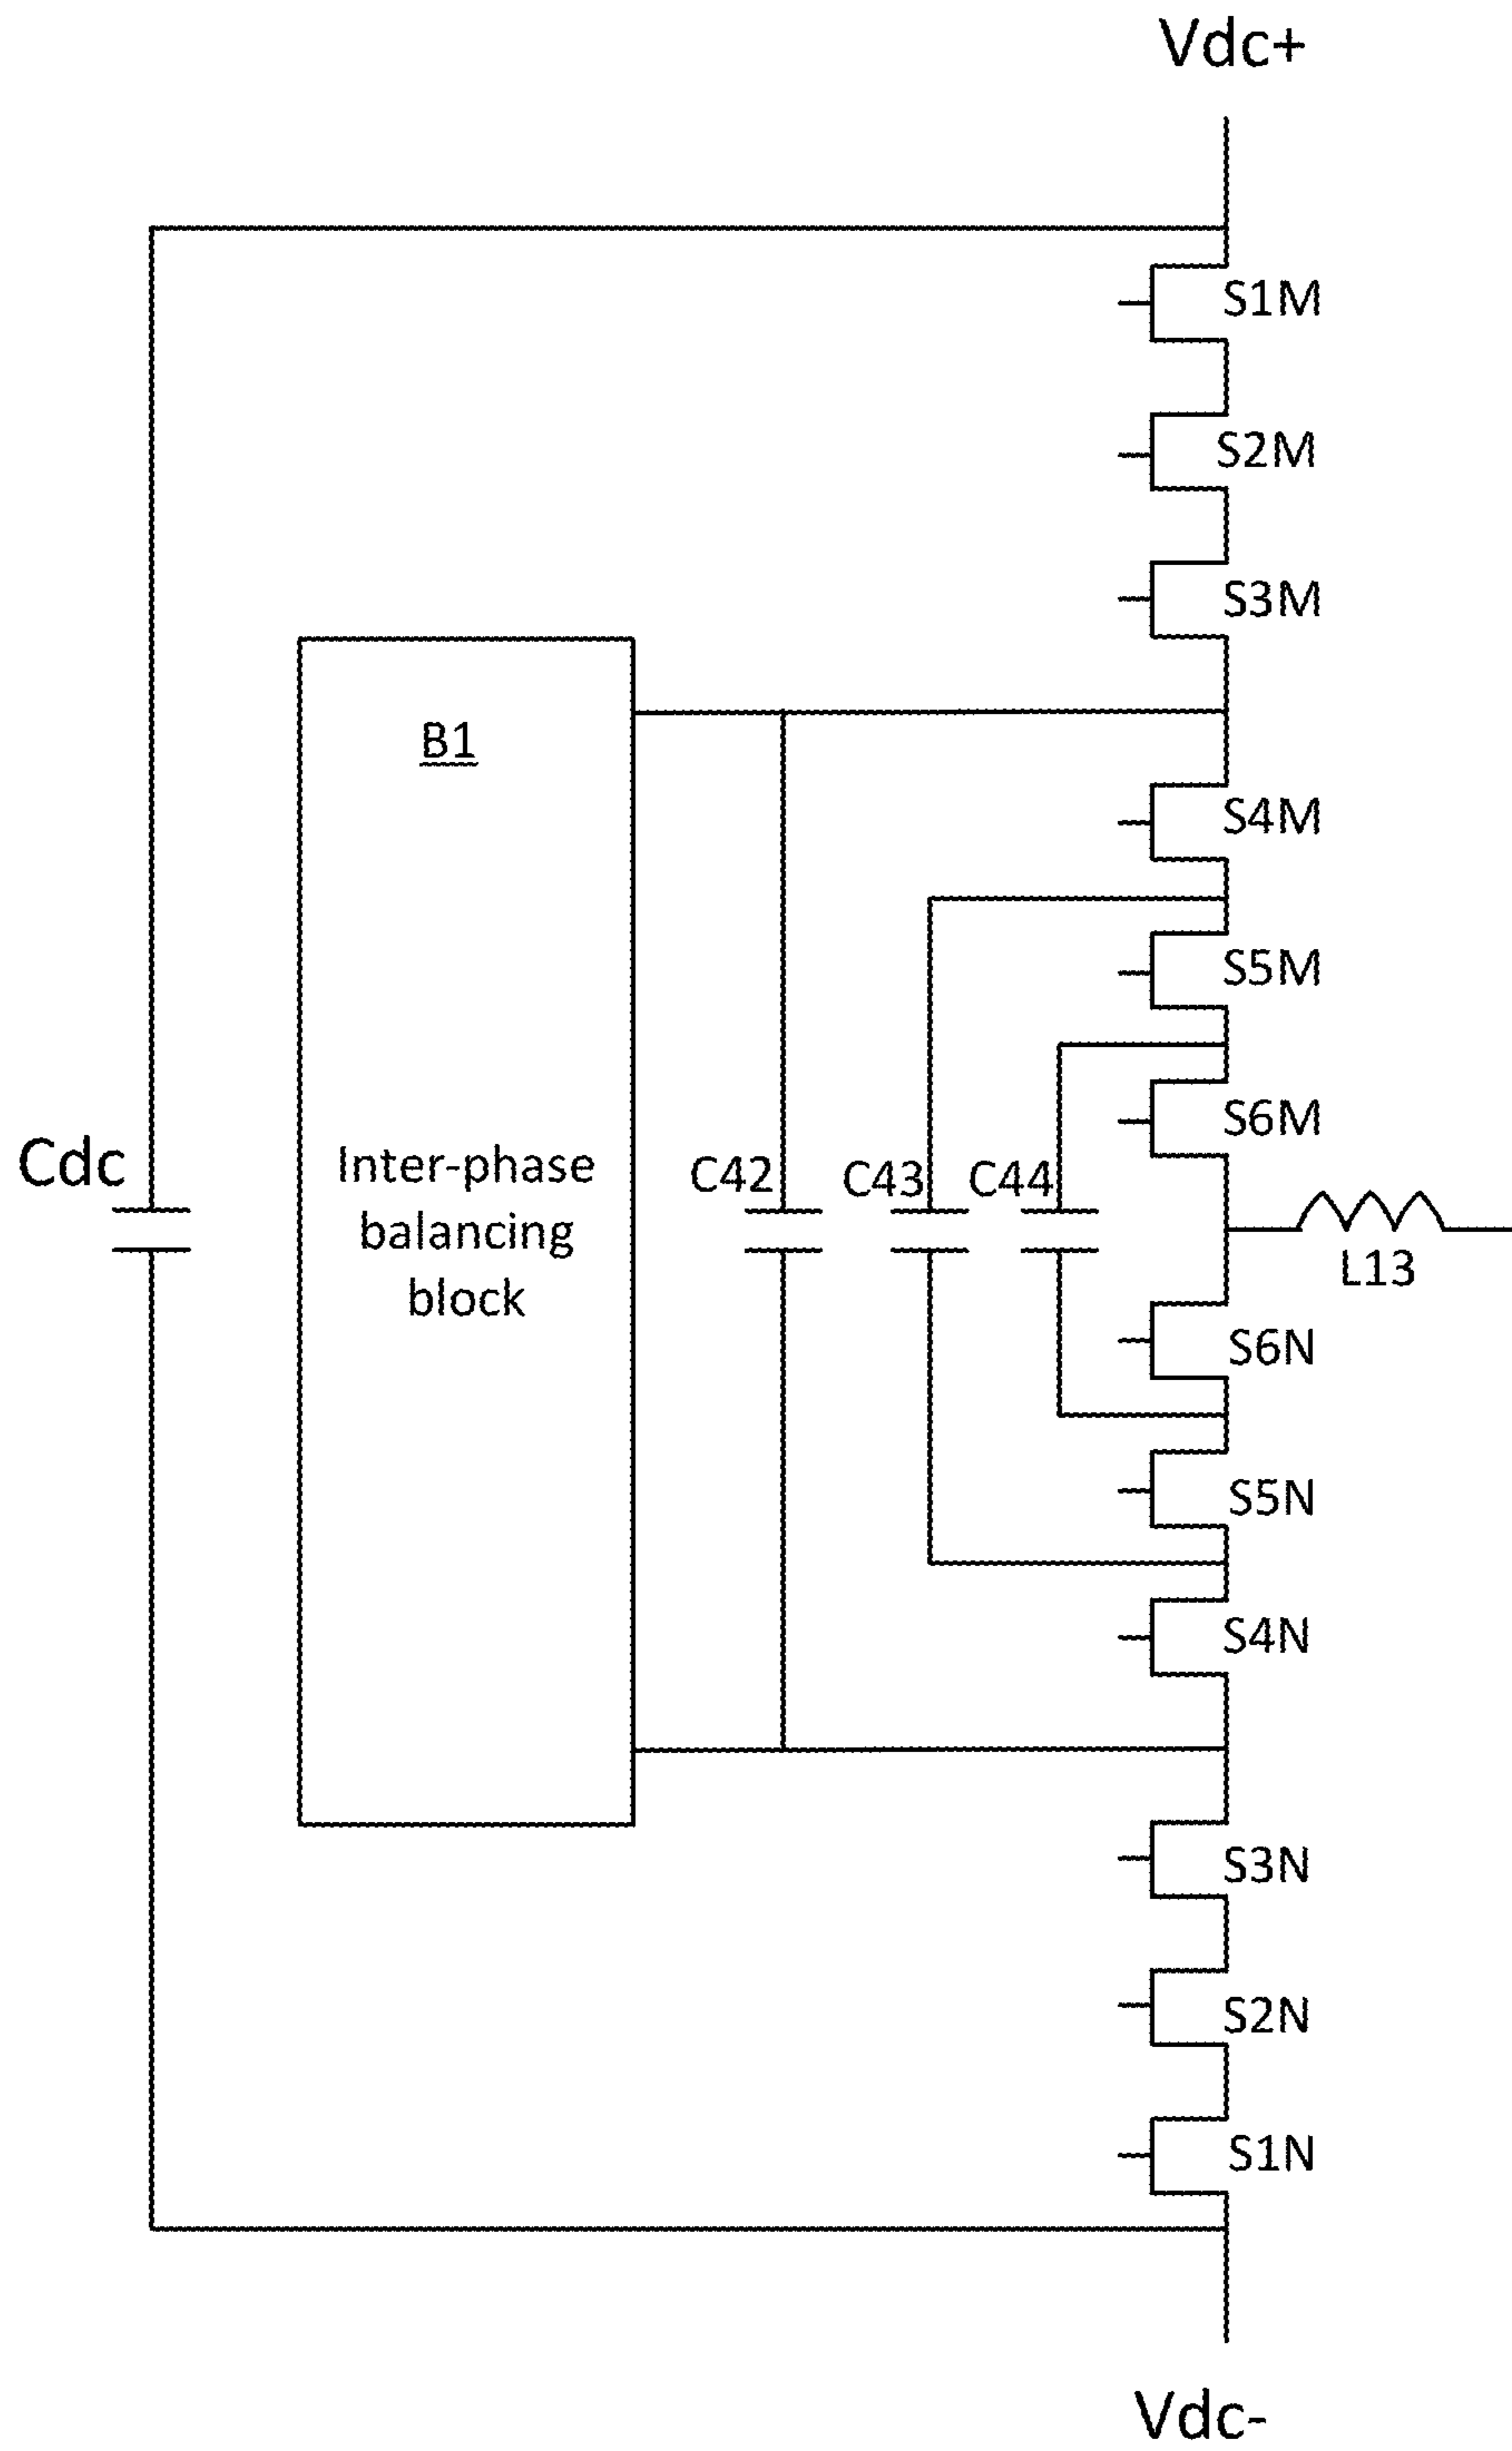 Vdc+
S1M
S2M
S3M
B1
S4M
S5M
S6M
Cdc
Inter-phase
balancing
block
C42
C43
C44
L13
S6N
S5N
S4N
S3N
S2N
S1N
Vdc-